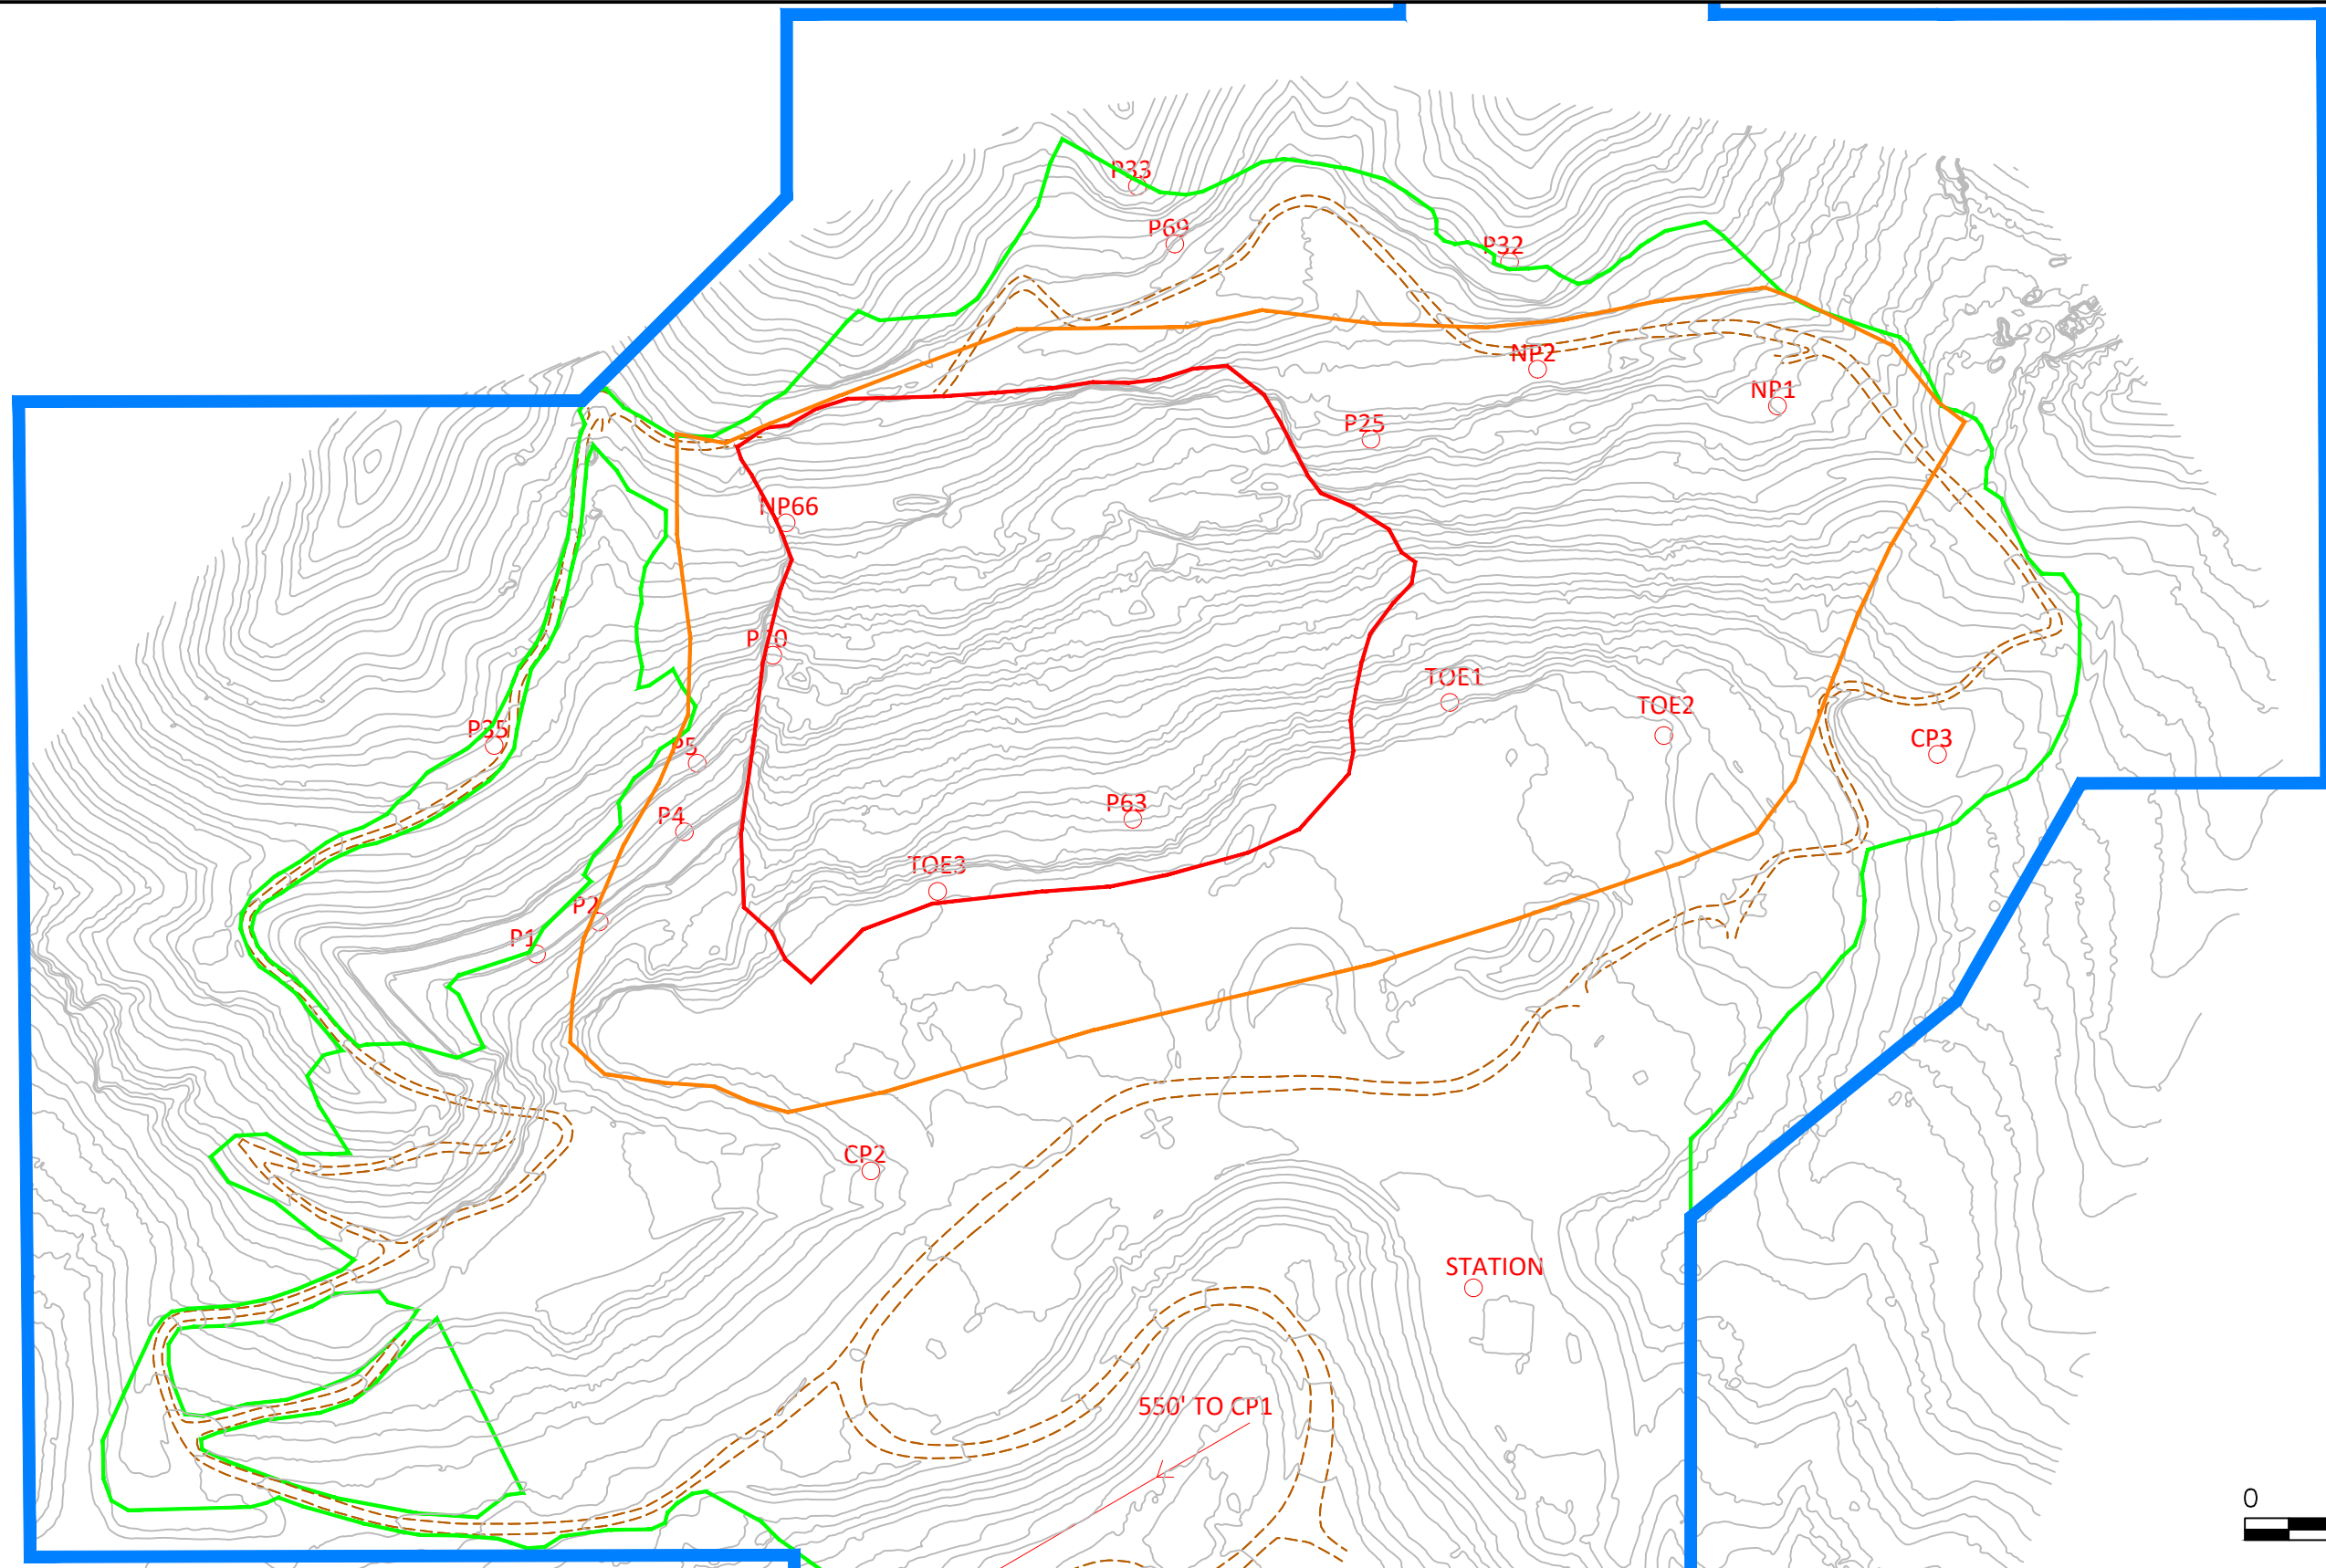 P33
P69
P32
NP2
NP1
P25
NP66
P70
TOE1
TOE2
P35
CP3
P5
P63
P4
TOE3
P2
P1
CP2
STATION
550' TO CP1
0